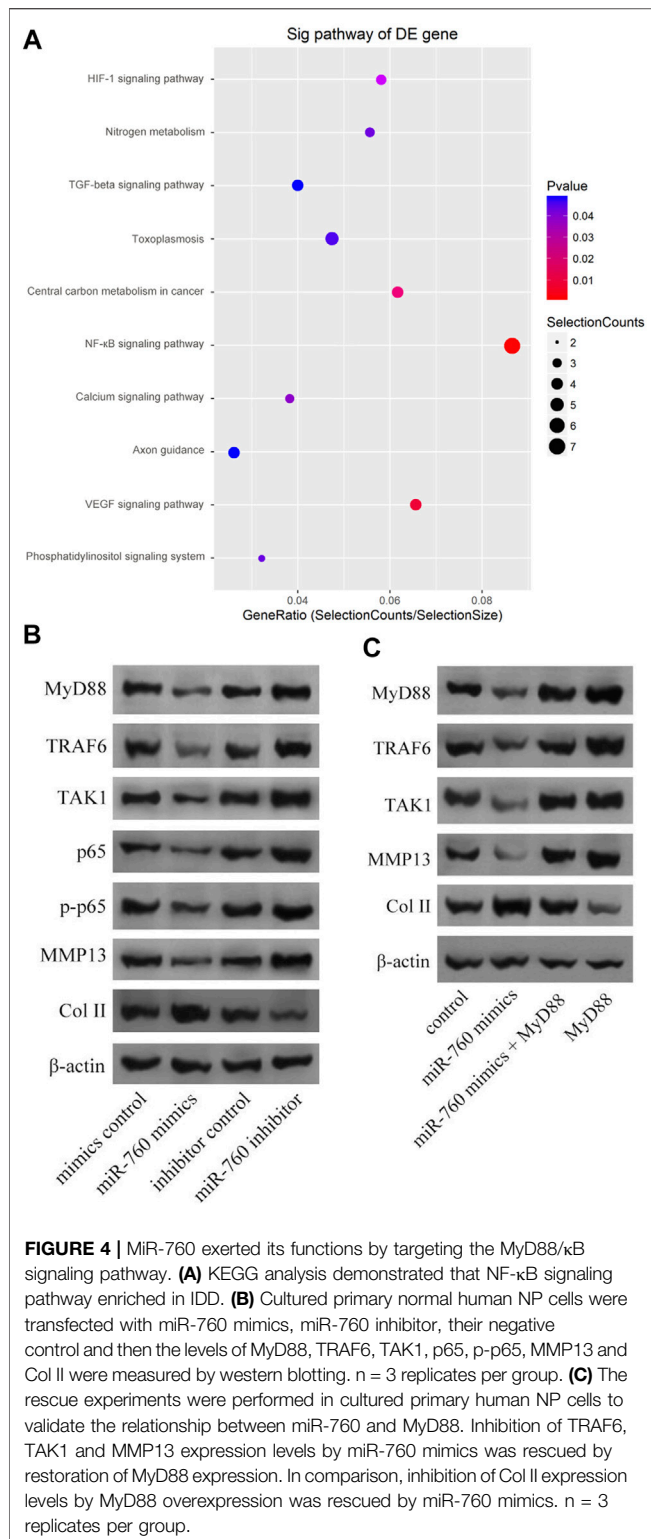 A
Sig pathway of DE gene
HIF-1 signaling pathway
Nitrogen metabolism
TGF-beta signaling pathway
Toxoplasmosis
Central carbon metabolism in cancer
NF-κB signaling pathway
Calcium signaling pathway
Axon guidance
VEGF signaling pathway
Phosphatidylinositol signaling system
0.04
0.06
0.08
GeneRatio (SelectionCounts/SelectionSize)
Pvalue
0.04
0.03
0.02
0.01
SelectionCounts
2
3
4
5
6
7
B
MyD88
TRAF6
TAK1
p65
p-p65
MMP13
Col II
β-actin
mimics control
miR-760 mimics
inhibitor control
miR-760 inhibitor
C
MyD88
TRAF6
TAK1
MMP13
Col II
β-actin
control
miR-760 mimics
miR-760 mimics + MyD88
MyD88
FIGURE 4 | MiR-760 exerted its functions by targeting the MyD88/κB
signaling pathway. (A) KEGG analysis demonstrated that NF-κB signaling
pathway enriched in IDD. (B) Cultured primary normal human NP cells were
transfected with miR-760 mimics, miR-760 inhibitor, their negative
control and then the levels of MyD88, TRAF6, TAK1, p65, p-p65, MMP13 and
Col II were measured by western blotting. n = 3 replicates per group. (C) The
rescue experiments were performed in cultured primary human NP cells to
validate the relationship between miR-760 and MyD88. Inhibition of TRAF6,
TAK1 and MMP13 expression levels by miR-760 mimics was rescued by
restoration of MyD88 expression. In comparison, inhibition of Col II expression
levels by MyD88 overexpression was rescued by miR-760 mimics. n = 3
replicates per group.